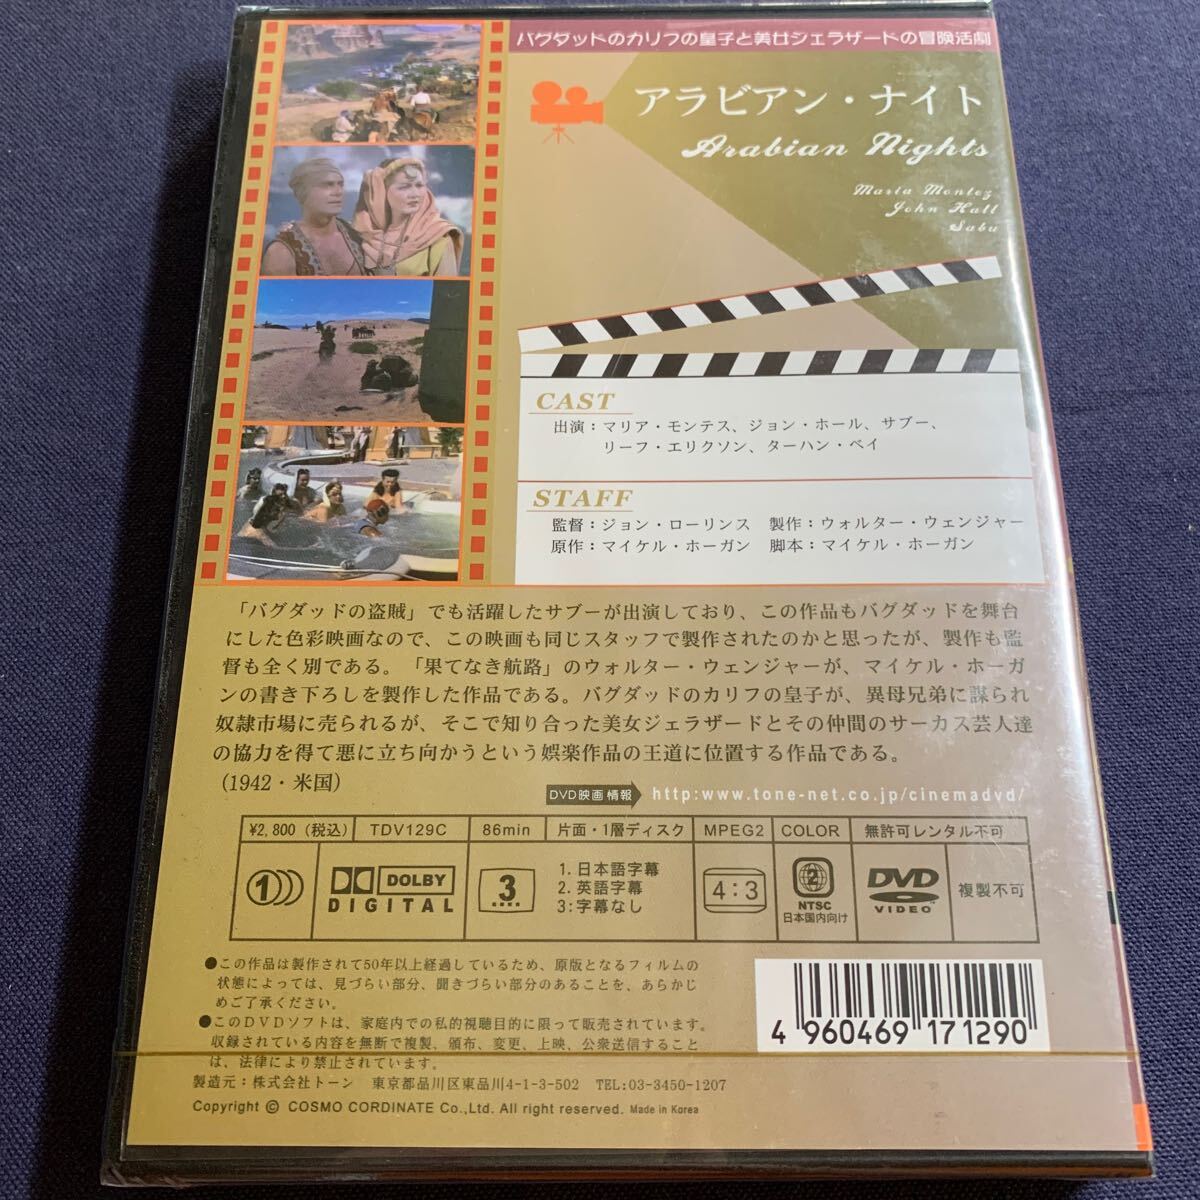 バグダットのカリフの皇子と美女シェラザードの冒険活劇
アラビアン・ナイト
Arabian Nights
Maria Montez
John Hall
Sabu
CAST
出演：マリア・モンテス、ジョン・ホール、サブー、
リーフ・エリクソン、ターハン・ベイ
STAFF
監督：ジョン・ローリンス　製作：ウォルター・ウェンジャー
原作：マイケル・ホーガン　脚本：マイケル・ホーガン
「バグダッドの盗賊」でも活躍したサブーが出演しており、この作品もバグダッドを舞台
にした色彩映画なので、この映画も同じスタッフで製作されたのかと思ったが、製作も監
督も全く別である。「果てなき航路」のウォルター・ウェンジャーが、マイケル・ホーガ
ンの書き下ろしを製作した作品である。バグダッドのカリフの皇子が、異母兄弟に謀られ
奴隷市場に売られるが、そこで知り合った美女ジェラザードとその仲間のサーカス芸人達
の協力を得て悪に立ち向かうという娯楽作品の王道に位置する作品である。
(1942・米国)
DVD映画情報 http:www.tone-net.co.jp/cinemadvd/
¥2,800（税込） TDV129C 86min 片面・1層ディスク MPEG2 COLOR 無許可レンタル不可
1 DOLBY DIGITAL 3 1. 日本語字幕
2. 英語字幕
3:字幕なし
4:3 2 NTSC 日本国内向け DVD VIDEO 複製不可
●この作品は製作されて50年以上経過しているため、原版となるフィルムの
状態によっては、見づらい部分、聞きづらい部分のあることを、あらかじ
めご了承ください。
●このDVDソフトは、家庭内での私的視聴目的に限って販売されています。
収録されている内容を無断で複製、頒布、変更、上映、公衆送信すること
は、法律により禁止されています。
製造元：株式会社トーン　東京都品川区東品川4-1-3-502　TEL:03-3450-1207
Copyright © COSMO CORDINATE Co.,Ltd. All right reserved. Made in Korea
4 960469 171290